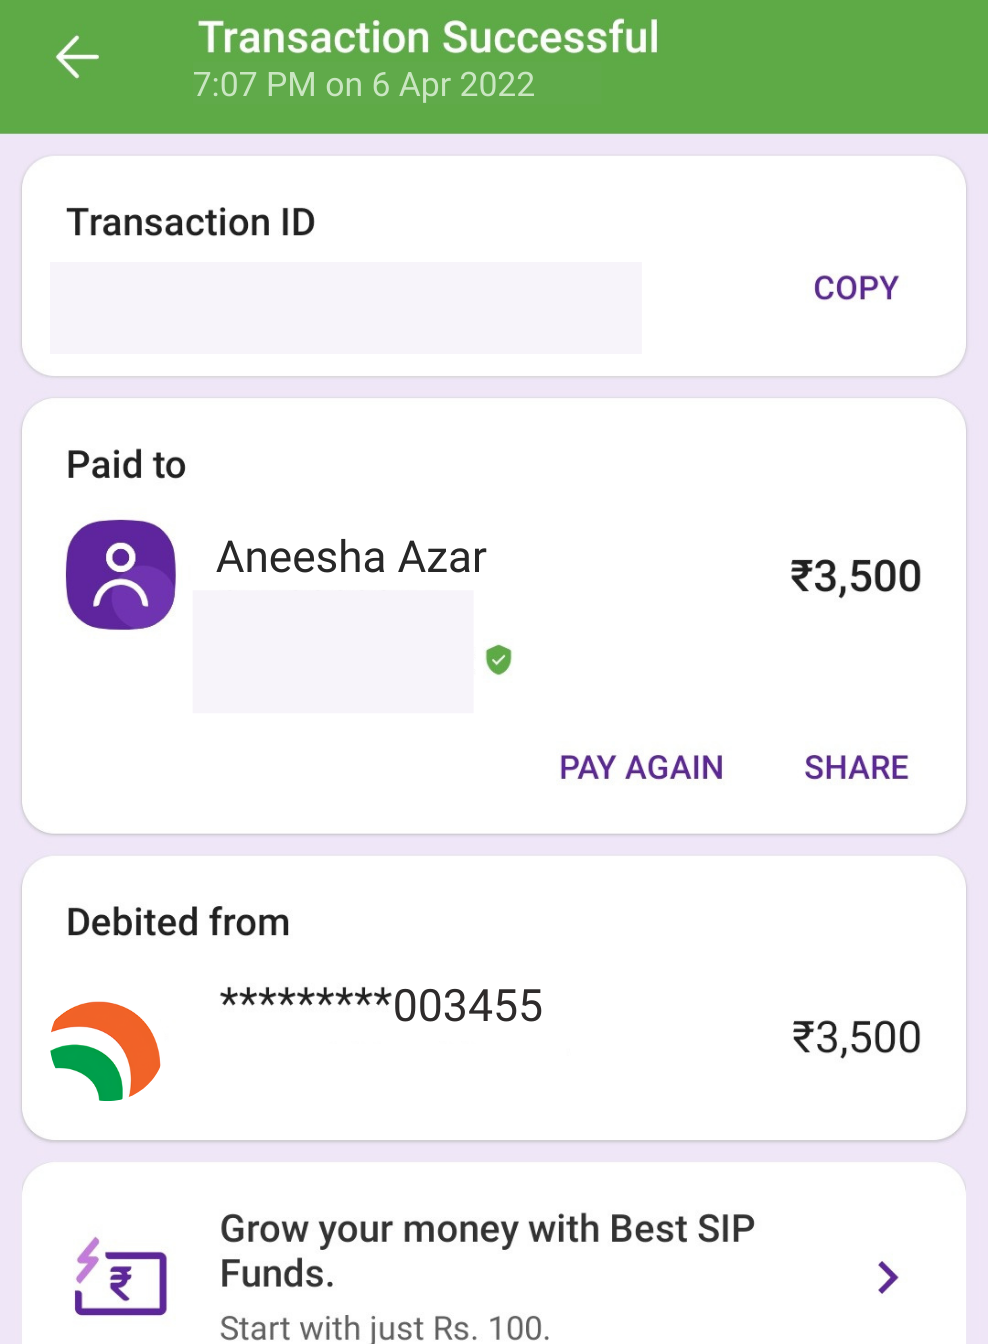 Transaction Successful
7:07 PM on 6 Apr 2022
Transaction ID
COPY
Paid to
Aneesha Azar
₹3,500
PAY AGAIN SHARE
Debited from
*********003455
₹3,500
Grow your money with Best SIP
Funds.
₹
Start with just Rs. 100.